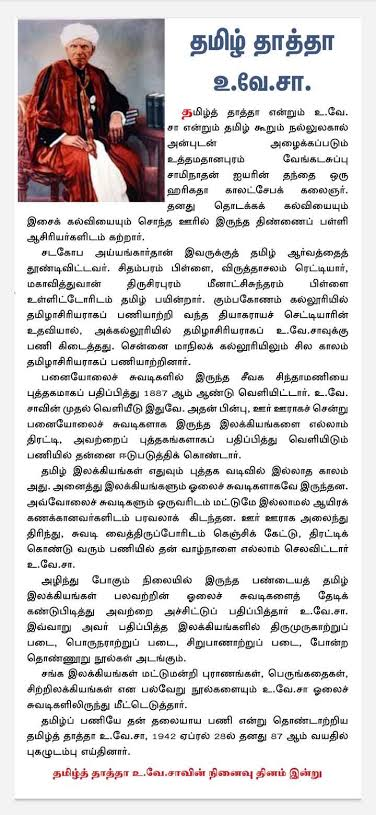 தமிழ் தாத்தா
உ.வே.சா.
தமிழ்த் தாத்தா என்றும் உ.வே.
சா என்றும் தமிழ் கூறும் நல்லுலகால்
அன்புடன் அழைக்கப்படும்
உத்தமதானபுரம் வேங்கடசுப்பு
சாமிநாதன் ஐயரின் தந்தை ஒரு
ஹரிகதா காலட்சேபக் கலைஞர்.
தனது தொடக்கக் கல்வியையும்
இசைக் கல்வியையும் சொந்த ஊரில் இருந்த திண்ணைப் பள்ளி
ஆசிரியர்களிடம் கற்றார்.
சடகோப அய்யங்கார்தான் இவருக்குத் தமிழ் ஆர்வத்தைத்
தூண்டிவிட்டவர். சிதம்பரம் பிள்ளை, விருத்தாசலம் ரெட்டியார்,
மகாவித்துவான் திருசிரபுரம் மீனாட்சிசுந்தரம் பிள்ளை
உள்ளிட்டோரிடம் தமிழ் பயின்றார். கும்பகோணம் கல்லூரியில்
தமிழாசிரியராகப் பணியாற்றி வந்த தியாகராயச் செட்டியாரின்
உதவியால், அக்கல்லூரியில் தமிழாசிரியராகப் உ.வே.சாவுக்கு
பணி கிடைத்தது. சென்னை மாநிலக் கல்லூரியிலும் சில காலம்
தமிழாசிரியராகப் பணியாற்றினார்.
பனையோலைச் சுவடிகளில் இருந்த சீவக சிந்தாமணியை
புத்தகமாகப் பதிப்பித்து 1887 ஆம் ஆண்டு வெளியிட்டார். உ.வே.
சாவின் முதல் வெளியீடு இதுவே. அதன் பின்பு, ஊர் ஊராகச் சென்று
பனையோலைச் சுவடிகளாக இருந்த இலக்கியங்களை எல்லாம்
திரட்டி, அவற்றைப் புத்தகங்களாகப் பதிப்பித்து வெளியிடும்
பணியில் தன்னை ஈடுபடுத்திக் கொண்டார்.
தமிழ் இலக்கியங்கள் எதுவும் புத்தக வடிவில் இல்லாத காலம்
அது. அனைத்து இலக்கியங்களும் ஓலைச் சுவடிகளாகவே இருந்தன.
அவ்வோலைச் சுவடிகளும் ஒருவரிடம் மட்டுமே இல்லாமல் ஆயிரக்
கணக்கானவர்களிடம் பரவலாகக் கிடந்தன. ஊர் ஊராக அலைந்து
திரிந்து, சுவடி வைத்திருப்போரிடம் கெஞ்சிக் கேட்டு, திரட்டிக்
கொண்டு வரும் பணியில் தன் வாழ்நாளை எல்லாம் செலவிட்டார்
உ.வே.சா.
அழிந்து போகும் நிலையில் இருந்த பண்டையத் தமிழ்
இலக்கியங்கள் பலவற்றின் ஓலைச் சுவடிகளைத் தேடிக்
கண்டுபிடித்து அவற்றை அச்சிட்டுப் பதிப்பித்தார் உ.வே.சா.
இவ்வாறு அவர் பதிப்பித்த இலக்கியங்களில் திருமுருகாற்றுப்
படை, பொருநராற்றுப் படை, சிறுபாணாற்றுப் படை, போன்ற
தொண்ணூறு நூல்கள் அடங்கும்.
சங்க இலக்கியங்கள் மட்டுமன்றி புராணங்கள், பெருங்கதைகள்,
சிற்றிலக்கியங்கள் என பல்வேறு நூல்களையும் உ.வே.சா ஓலைச்
சுவடிகளிலிருந்து மீட்டெடுத்தார்.
தமிழ்ப் பணியே தன் தலையாய பணி என்று தொண்டாற்றிய
தமிழ்த் தாத்தா உ.வே.சா, 1942 ஏப்ரல் 28ல் தனது 87 ஆம் வயதில்
புகழுடம்பு எய்தினார்.
தமிழ்த் தாத்தா உ.வே.சாவின் நினைவு தினம் இன்று